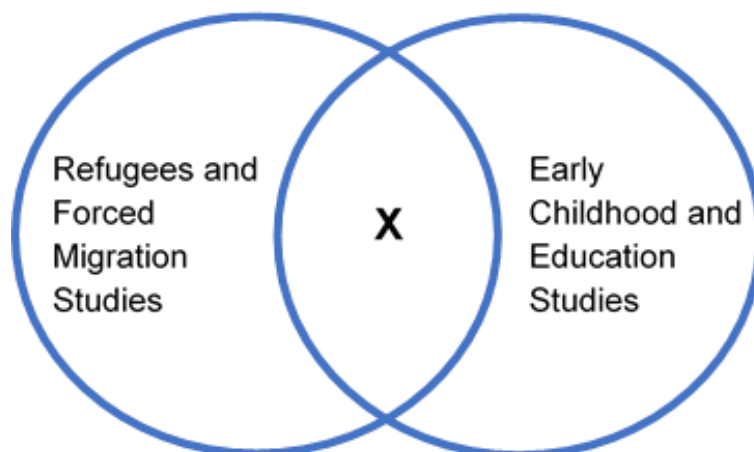 Refugees and
Forced
Migration
Studies
X
Early
Childhood and
Education
Studies